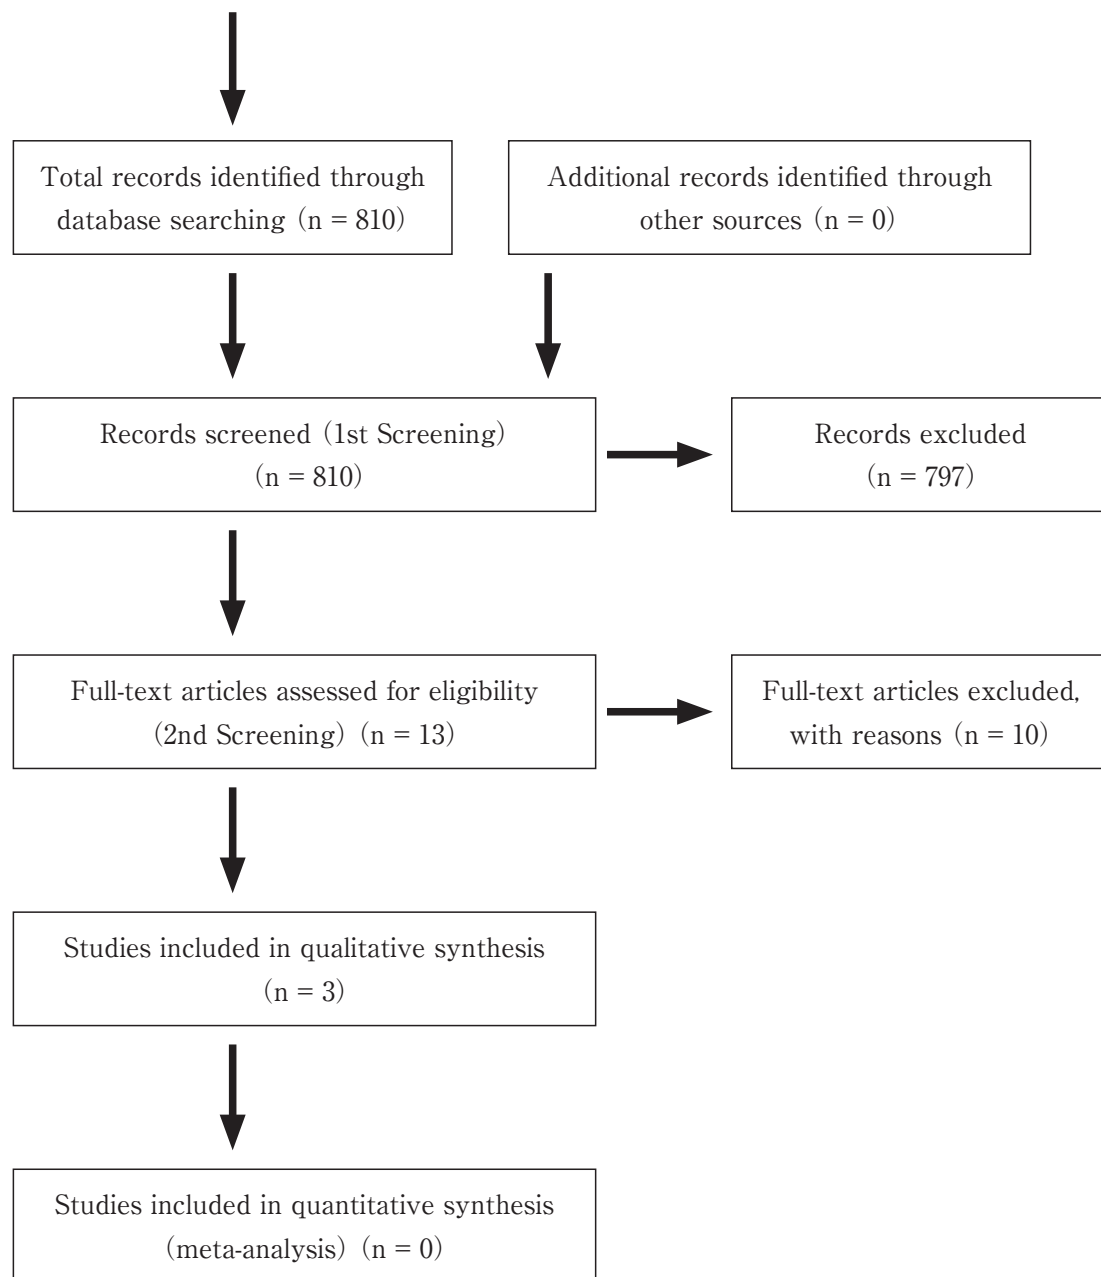 Total records identified through
database searching (n = 810)
Additional records identified through
other sources (n = 0)
Records screened (1st Screening)
(n = 810)
Records excluded
(n = 797)
Full-text articles assessed for eligibility
(2nd Screening) (n = 13)
Full-text articles excluded,
with reasons (n = 10)
Studies included in qualitative synthesis
(n = 3)
Studies included in quantitative synthesis
(meta-analysis) (n = 0)